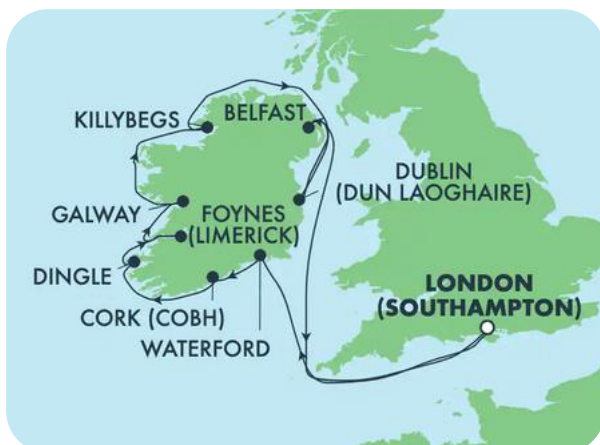 KILLYBEGS
BELFAST
DUBLIN
(DUN LAOGHAIRE)
GALWAY
FOYNES
(LIMERICK)
DINGLE
CORK (COBH)
WATERFORD
LONDON
(SOUTHAMPTON)